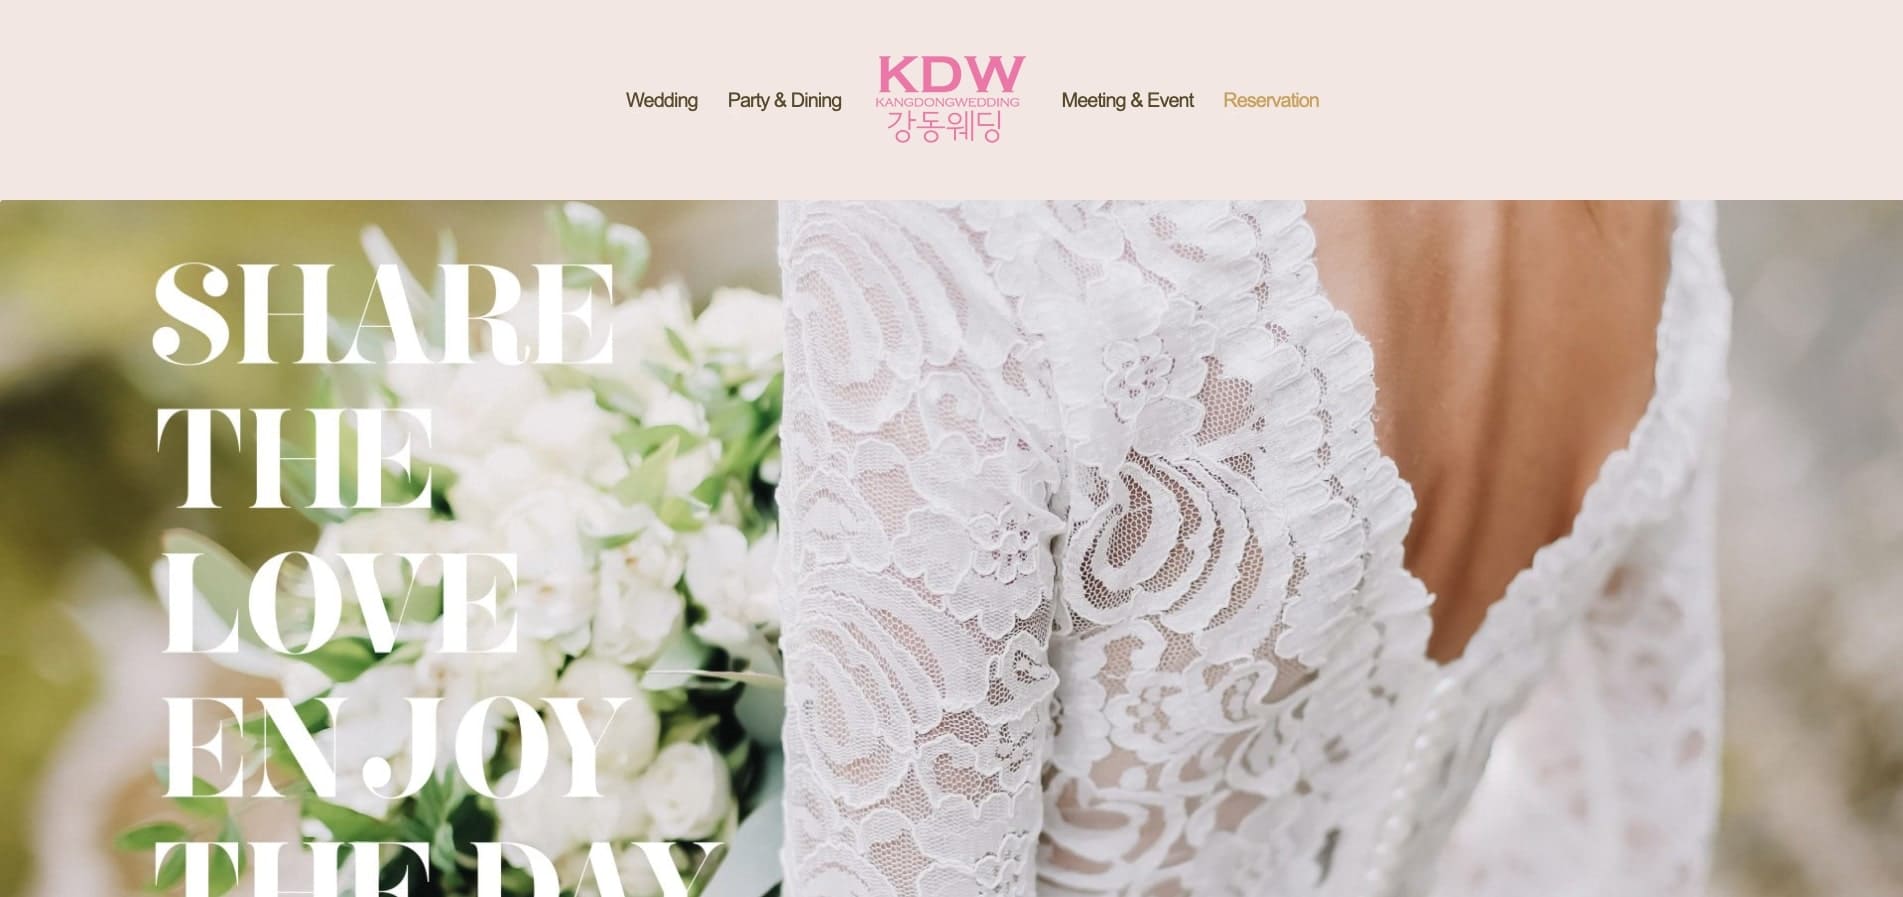 Wedding
Party & Dining
KDW
KANGDONGWEDDING
강동웨딩
Meeting & Event
Reservation
SHARE
THE
LOVE
ENJOY
THE DAY